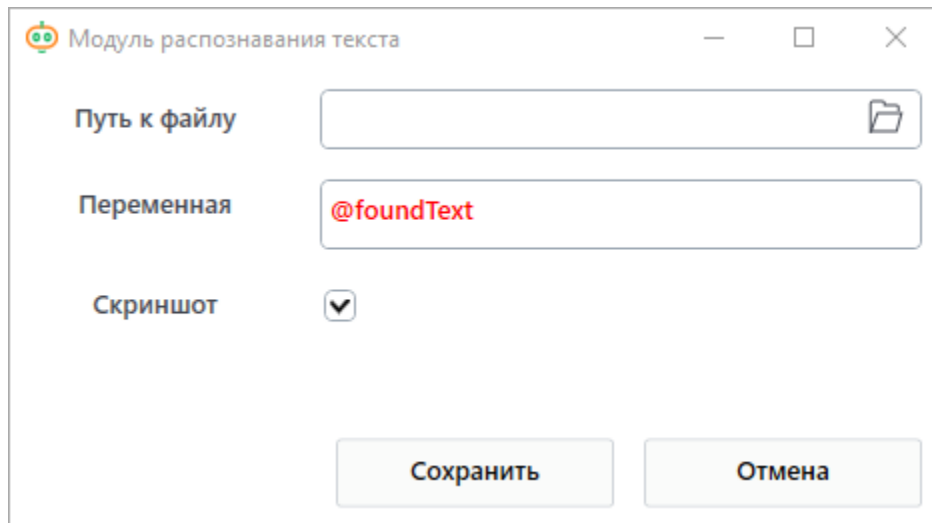 Модуль распознавания текста
Путь к файлу
Переменная @foundText
Скриншот
Сохранить Отмена